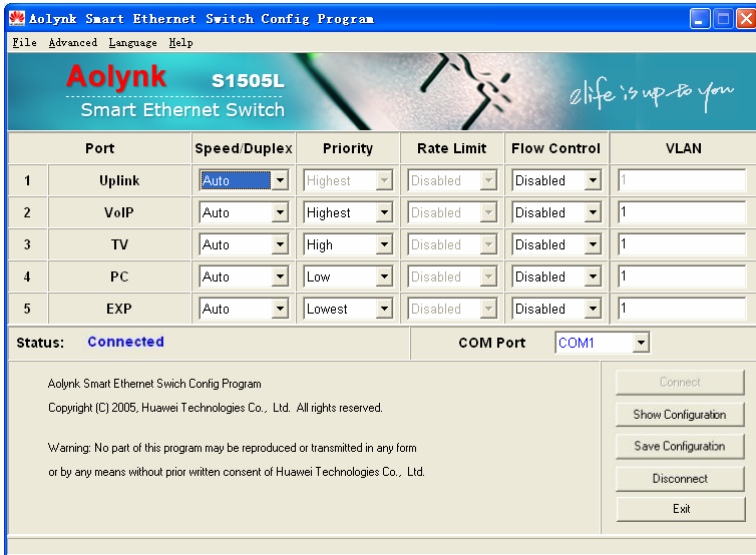 Aolynk Smart Ethernet Switch Config Program
File Advanced Language Help
Aolynk S1505L
Smart Ethernet Switch
elife is up to you
Port Speed/Duplex Priority Rate Limit Flow Control VLAN
1 Uplink Auto Highest Disabled Disabled 1
2 VoIP Auto Highest Disabled Disabled 1
3 TV Auto High Disabled Disabled 1
4 PC Auto Low Disabled Disabled 1
5 EXP Auto Lowest Disabled Disabled 1
Status: Connected COM Port COM1
Aolynk Smart Ethernet Swich Config Program
Copyright (C) 2005, Huawei Technologies Co., Ltd. All rights reserved.
Warning: No part of this program may be reproduced or transmitted in any form
or by any means without prior written consent of Huawei Technologies Co., Ltd.
Connect
Show Configuration
Save Configuration
Disconnect
Exit